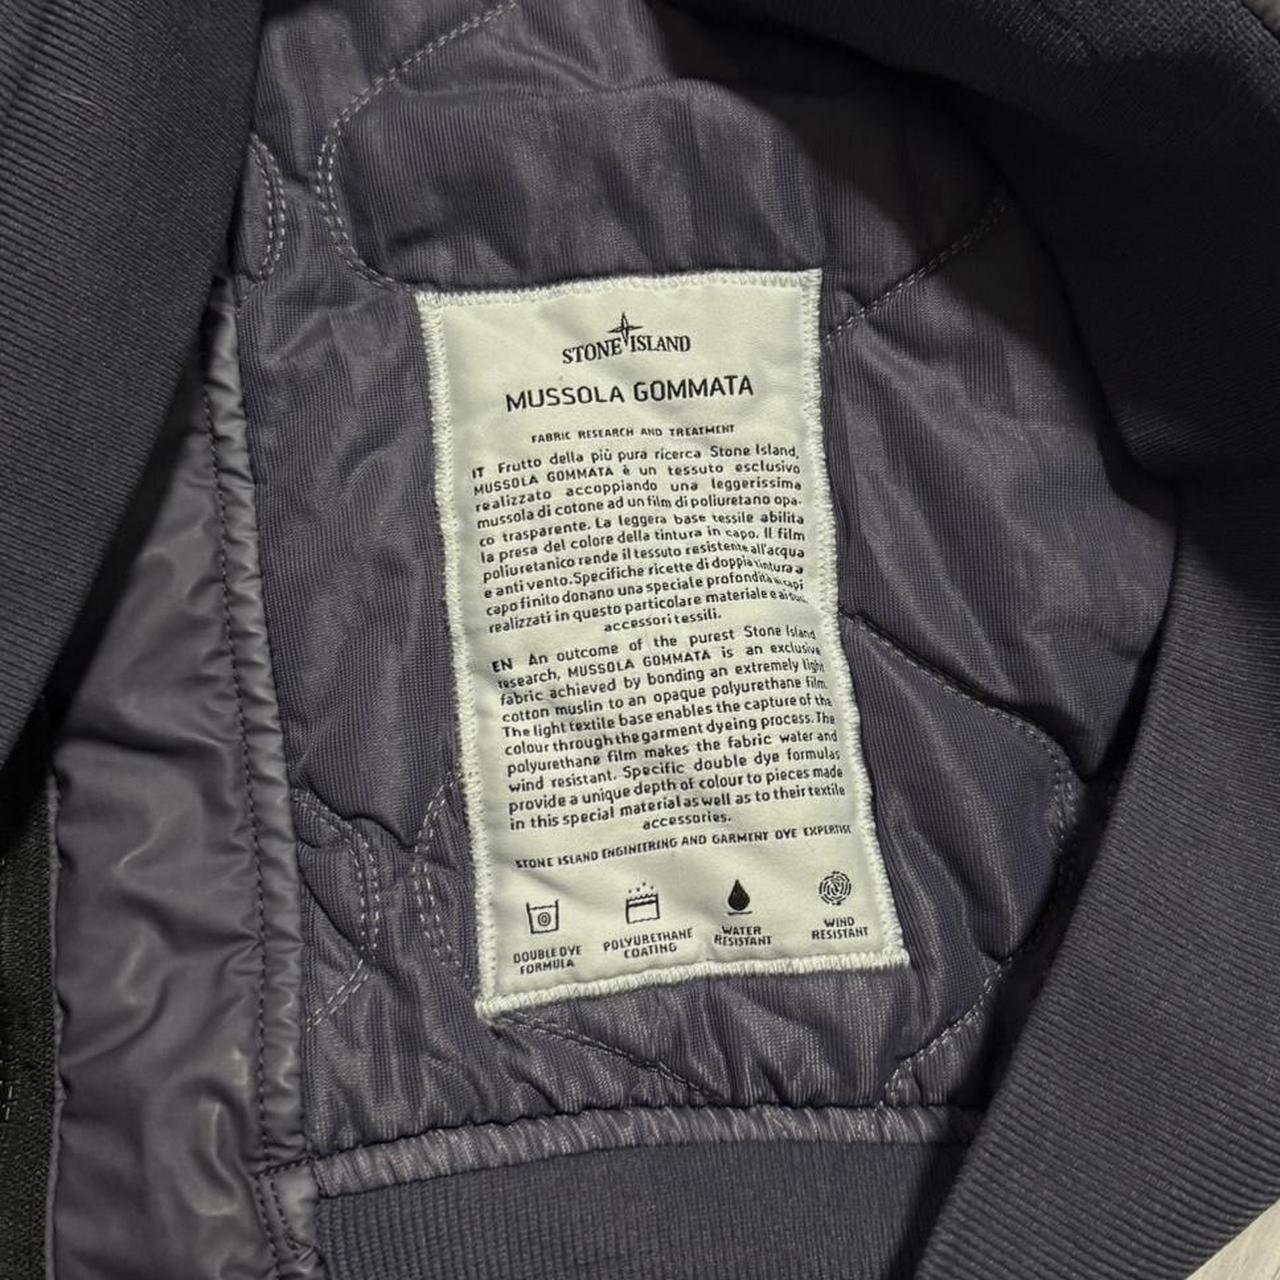 STONE ISLAND
MUSSOLA GOMMATA
FABRIC RESEARCH AND TREATMENT
IT Frutto della più pura ricerca Stone Island,
MUSSOLA GOMMATA è un tessuto esclusivo
realizzato accoppiando una leggerissima
mussola di cotone ad un film di poliuretano opa-
co trasparente. La leggera base tessile abilita
la presa del colore della tintura in capo. Il film
poliuretanico rende il tessuto resistente all'acqua
e anti vento. Specifiche ricette di doppia tintura a
capo finito donano una speciale profondità ai capi
realizzati in questo particolare materiale e ai suoi
accessori tessili.
EN An outcome of the purest Stone Island
research, MUSSOLA GOMMATA is an exclusive
fabric achieved by bonding an extremely light
cotton muslin to an opaque polyurethane film.
The light textile base enables the capture of the
colour through the garment dyeing process. The
polyurethane film makes the fabric water and
wind resistant. Specific double dye formulas
provide a unique depth of colour to pieces made
in this special material as well as to their textile
accessories.
STONE ISLAND ENGINEERING AND GARMENT DYE EXPERTISE
DOUBLE DYE
FORMULA
POLYURETHANE
COATING
WATER
RESISTANT
WIND
RESISTANT